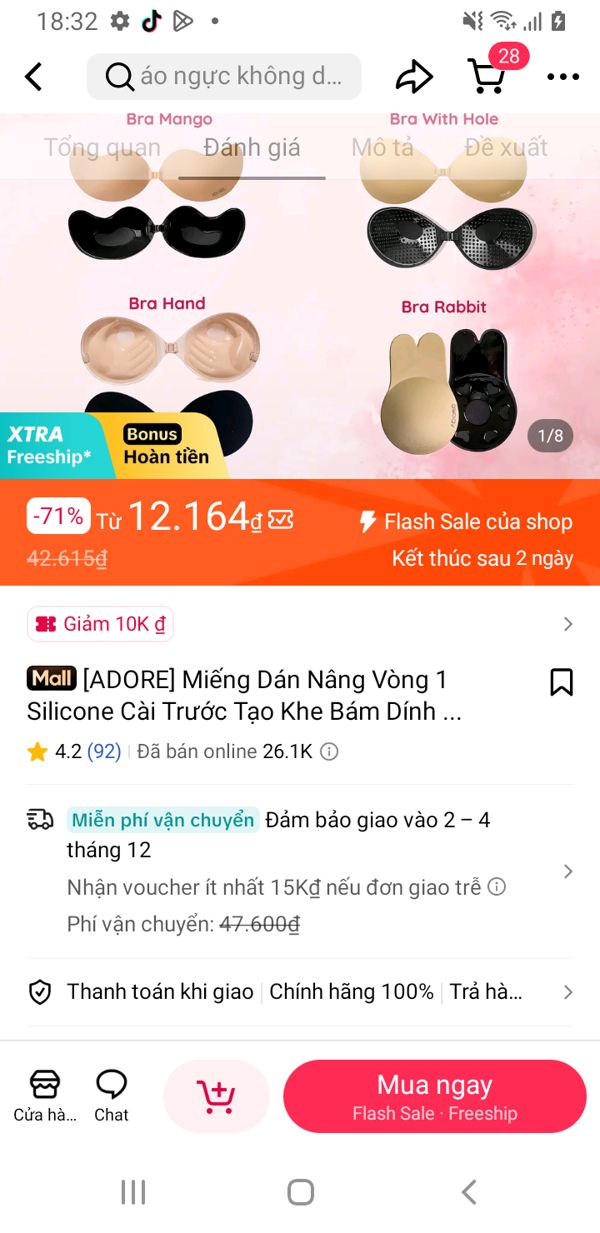 18:32
áo ngực không d...
28
Bra Mango
Bra With Hole
Tổng quan
Đánh giá
Mô tả
Đề xuất
Bra Hand
Bra Rabbit
XTRA
Freeship*
Bonus
Hoàn tiền
1/8
-71% Từ 12.164₫
Flash Sale của shop
42.615₫
Kết thúc sau 2 ngày
Giảm 10K ₫
Mall [ADORE] Miếng Dán Nâng Vòng 1
Silicone Cài Trước Tạo Khe Bám Dính ...
4.2 (92) Đã bán online 26.1K
Miễn phí vận chuyển Đảm bảo giao vào 2 – 4
tháng 12
Nhận voucher ít nhất 15K₫ nếu đơn giao trễ
Phí vận chuyển: 47.600₫
Thanh toán khi giao Chính hãng 100% Trả hà...
Cửa hà...
Chat
Mua ngay
Flash Sale · Freeship